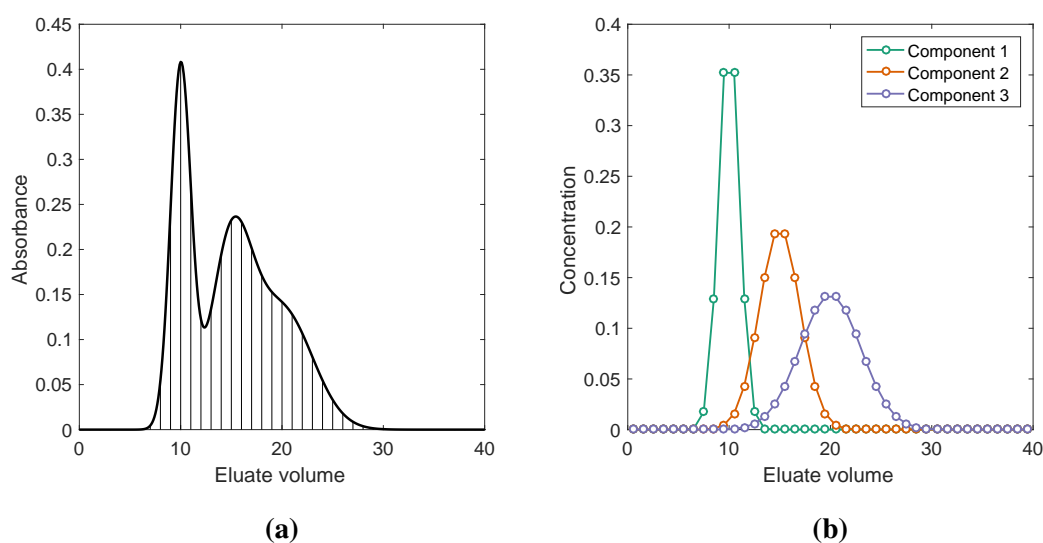 0.45
0.4
0.35
0.3
0.25
0.2
0.15
0.1
0.05
0
Absorbance
0 10 20 30 40
Eluate volume
(a)
0.4
0.35
0.3
0.25
0.2
0.15
0.1
0.05
0
Concentration
Component 1
Component 2
Component 3
0 10 20 30 40
Eluate volume
(b)